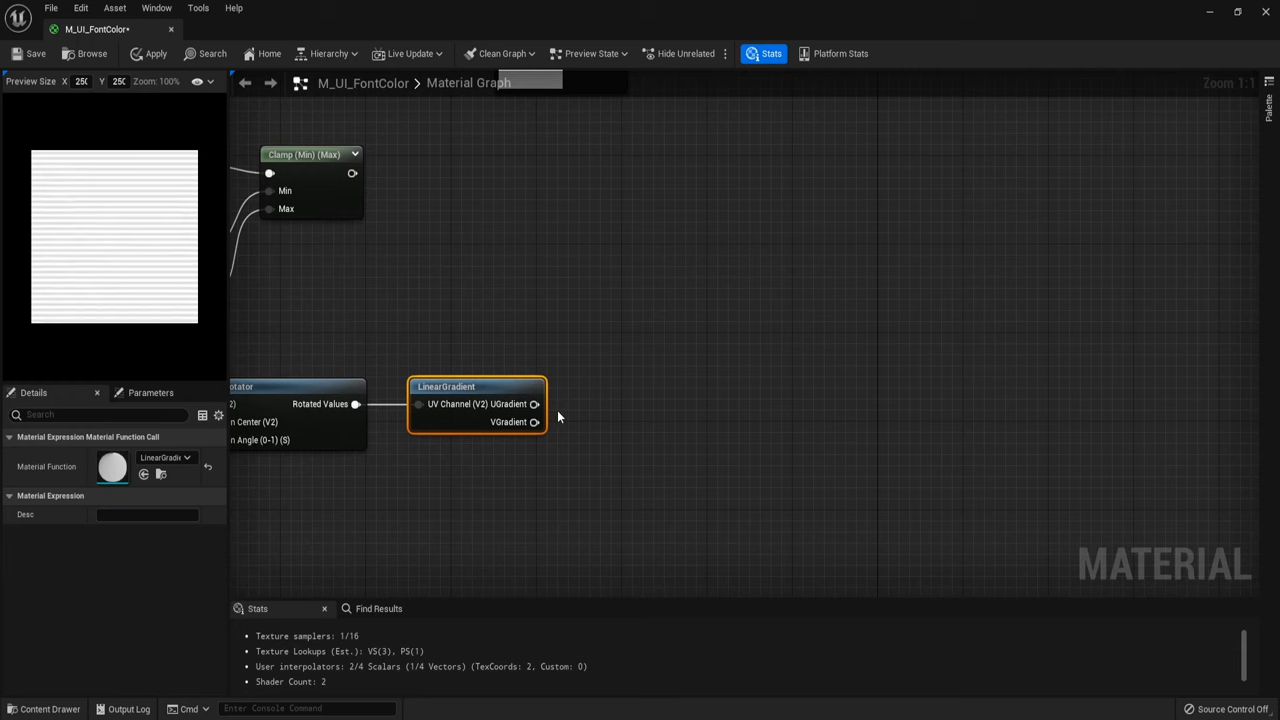 File Edit Asset Window Tools Help
M_UI_FontColor•
Save Browse Apply Search Home Hierarchy Live Update Clean Graph Preview State Hide Unrelated Stats Platform Stats
Preview Size X 250 Y 250 Zoom: 100%
M_UI_FontColor > Material Graph
Zoom 1:1
Palette
Clamp (Min) (Max)
Min
Max
otator
2) Rotated Values
n Center (V2)
n Angle (0-1) (S)
LinearGradient
UV Channel (V2) UGradient
VGradient
Details Parameters
Search
Material Expression Material Function Call
Material Function LinearGradie
Material Expression
Desc
MATERIAL
Stats Find Results
• Texture samplers: 1/16
• Texture Lookups (Est.): VS(3), PS(1)
• User interpolators: 2/4 Scalars (1/4 Vectors) (TexCoords: 2, Custom: 0)
• Shader Count: 2
Content Drawer Output Log Cmd Enter Console Command Source Control Off